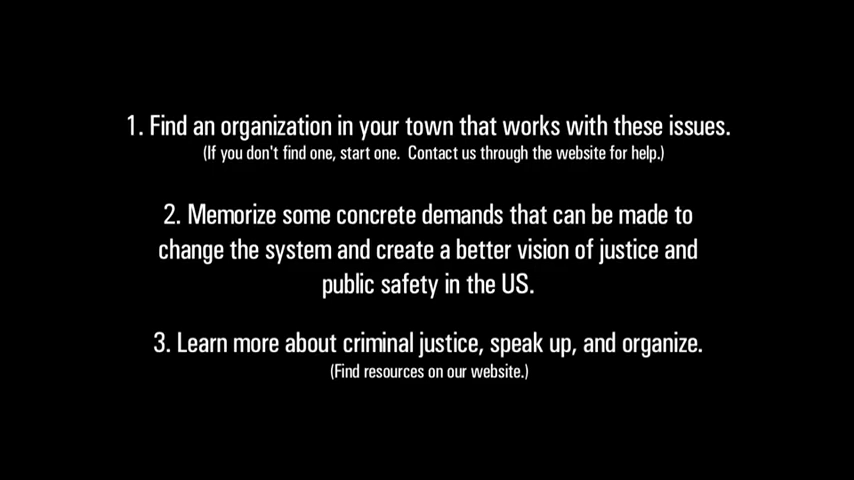 1. Find an organization in your town that works with these issues.
(If you don't find one, start one. Contact us through the website for help.)
2. Memorize some concrete demands that can be made to
change the system and create a better vision of justice and
public safety in the US.
3. Learn more about criminal justice, speak up, and organize.
(Find resources on our website.)